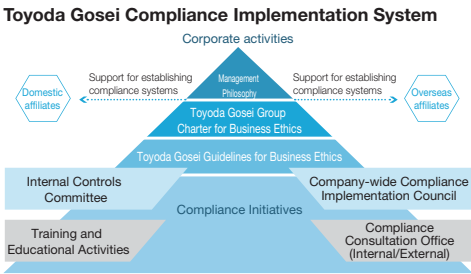 Toyoda Gosei Compliance Implementation System
Corporate activities
Management
Philosophy
Support for establishing
compliance systems
Support for establishing
compliance systems
Domestic
affiliates
Overseas
affiliates
Toyoda Gosei Group
Charter for Business Ethics
Toyoda Gosei Guidelines for Business Ethics
Internal Controls
Committee
Company-wide Compliance
Implementation Council
Compliance Initiatives
Training and
Educational Activities
Compliance
Consultation Office
(Internal/External)